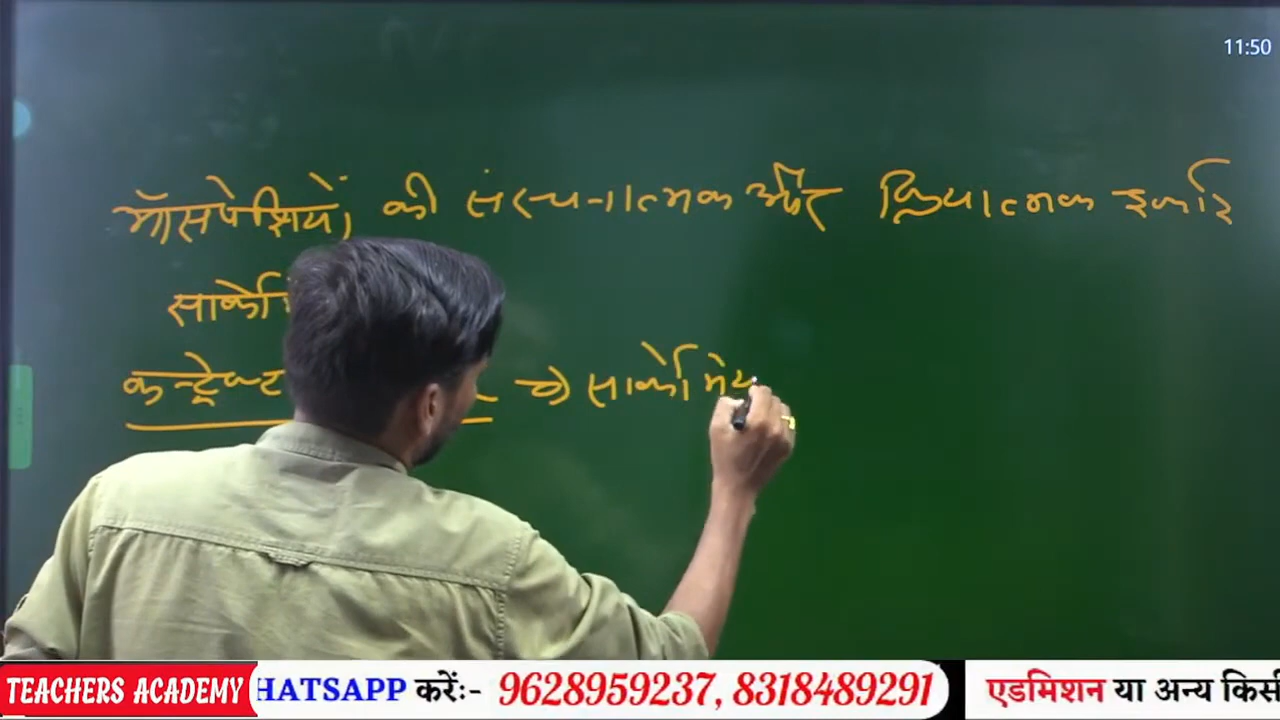 11:50
मॉसपेशियों की संरचनात्मक और क्रियात्मक इकाई
सार्को
कन्ट्रेक्ट को सार्कोमेय
TEACHERS ACADEMY HATSAPP करें:- 9628959237, 8318489291 एडमिशन या अन्य किसी